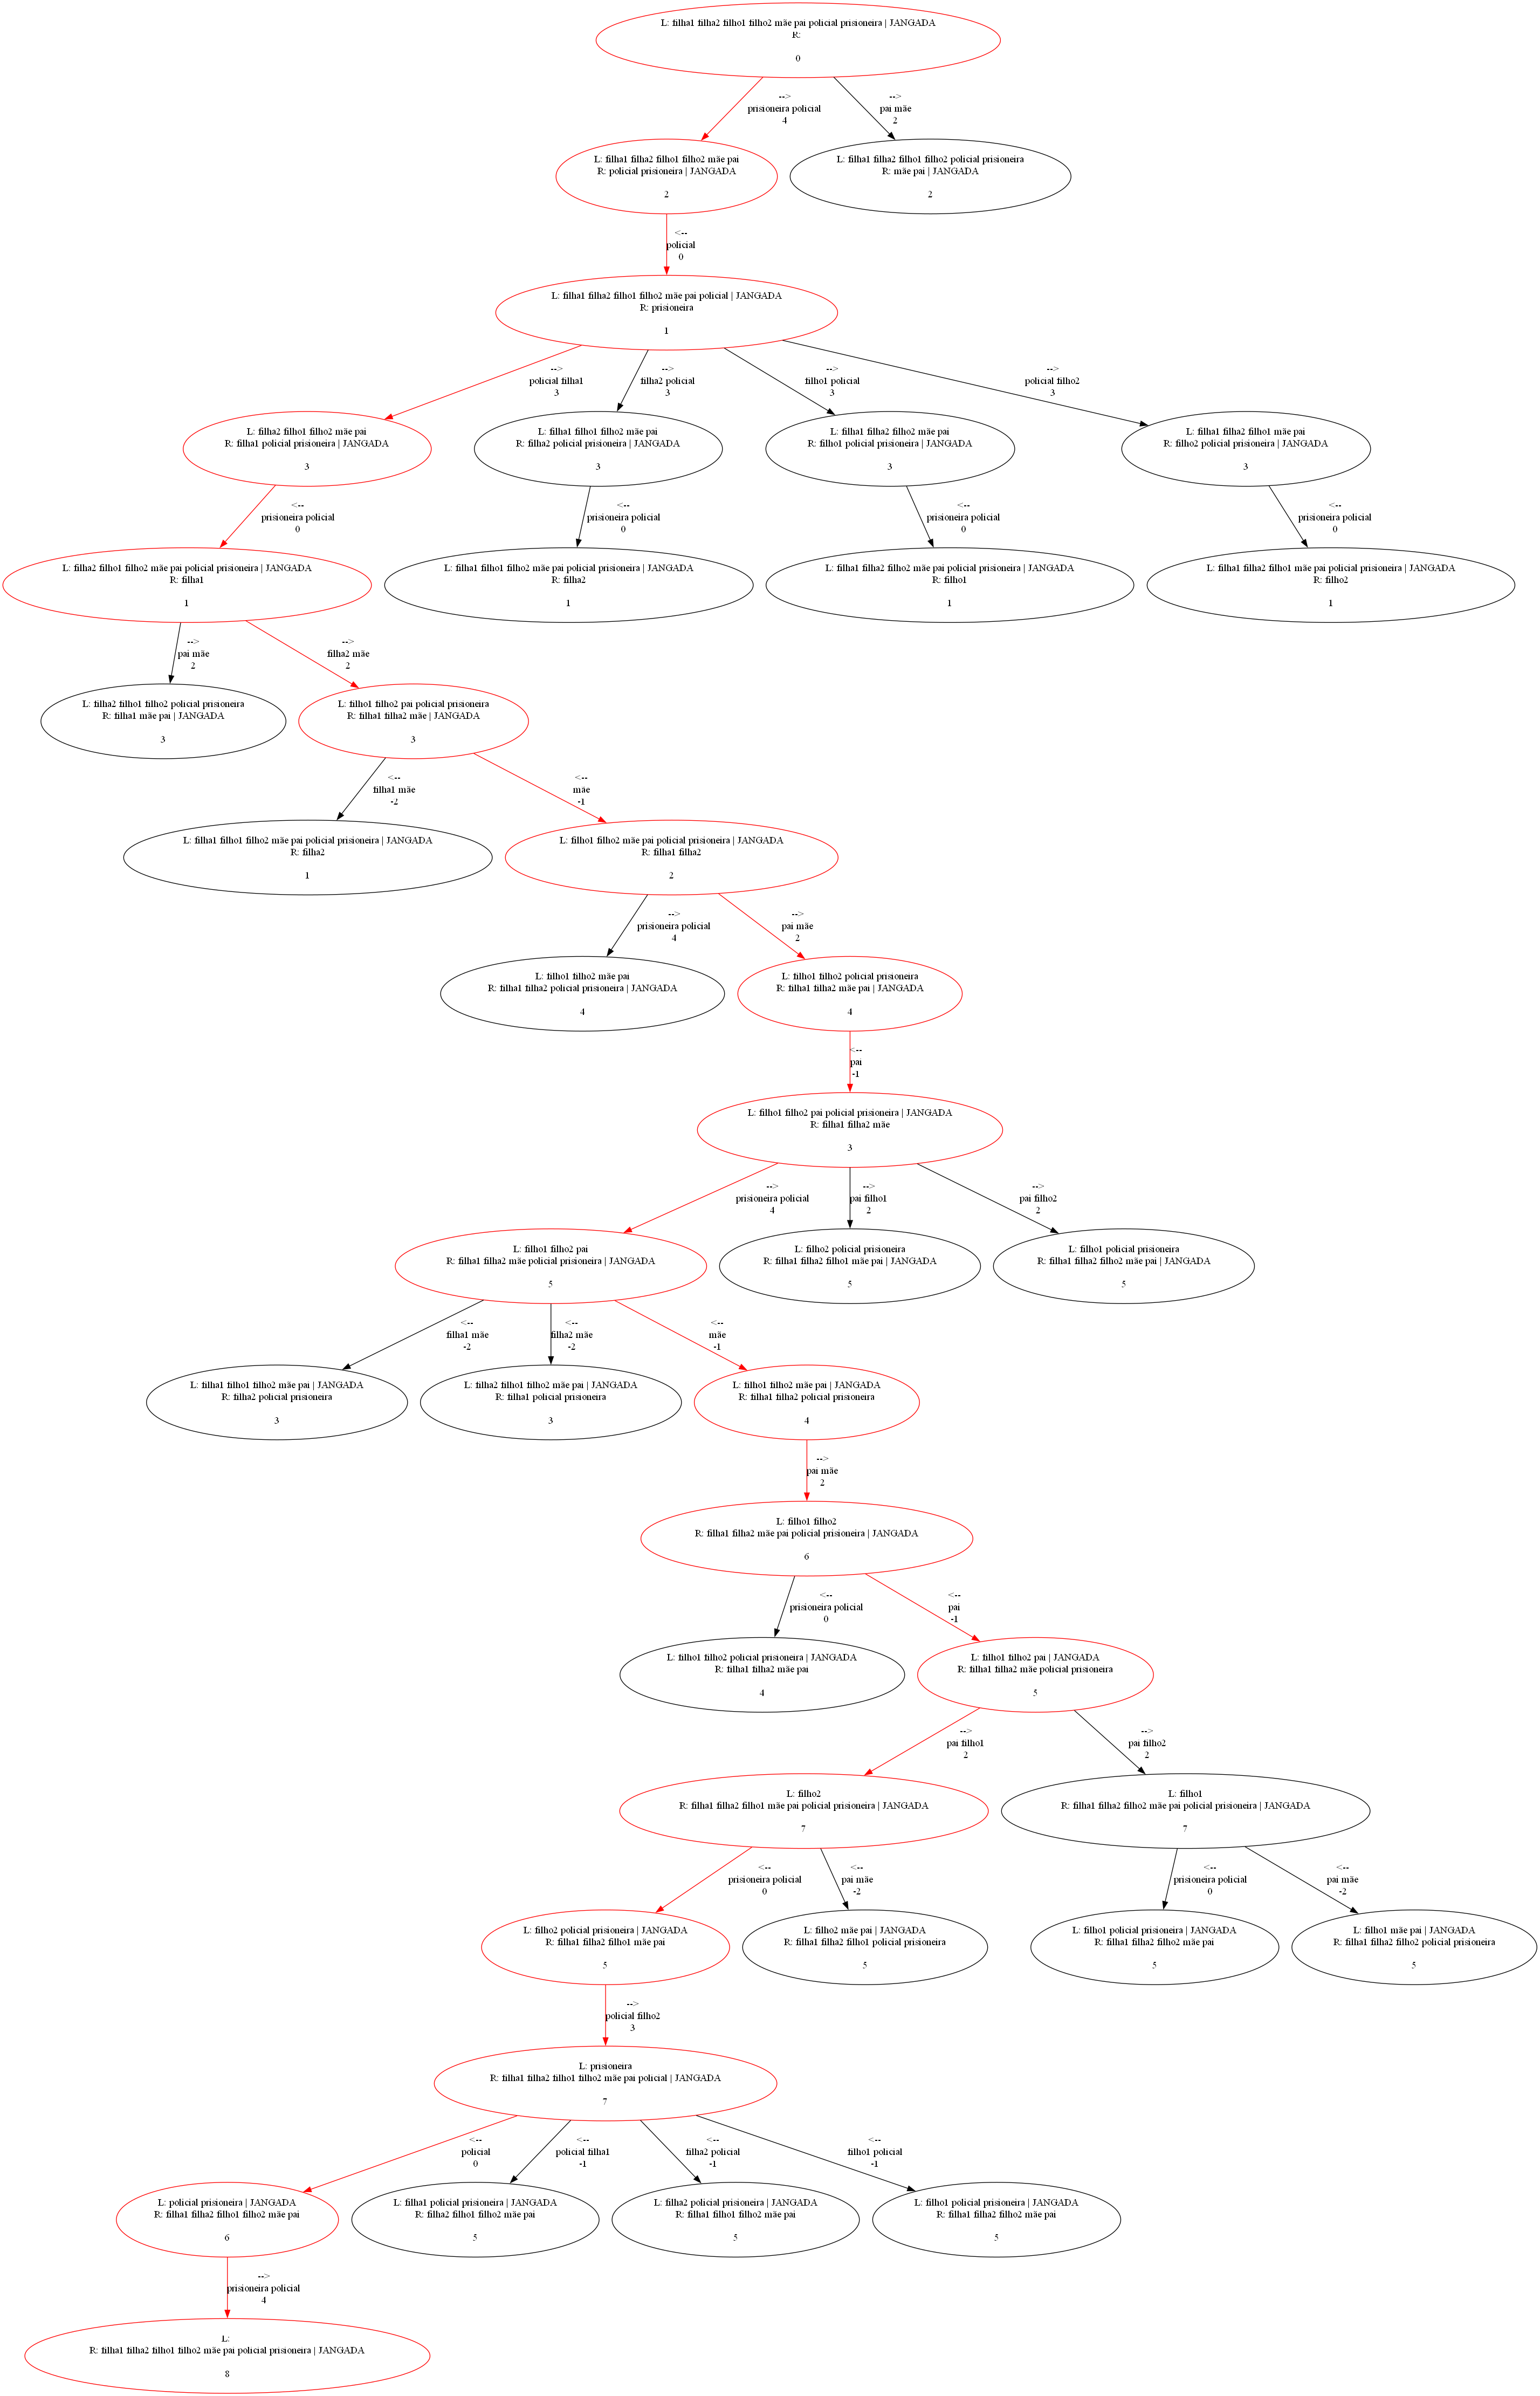 L: filha1 filha2 filho1 filho2 mãe pai policial prisioneira | JANGADA
R:
0
-->
prisioneira policial
4
-->
pai mãe
2
L: filha1 filha2 filho1 filho2 mãe pai
R: policial prisioneira | JANGADA
2
L: filha1 filha2 filho1 filho2 policial prisioneira
R: mãe pai | JANGADA
2
<--
policial
0
L: filha1 filha2 filho1 filho2 mãe pai policial | JANGADA
R: prisioneira
1
-->
policial filha1
3
-->
filha2 policial
3
-->
filho1 policial
3
-->
policial filho2
3
L: filha2 filho1 filho2 mãe pai
R: filha1 policial prisioneira | JANGADA
3
L: filha1 filho1 filho2 mãe pai
R: filha2 policial prisioneira | JANGADA
3
L: filha1 filha2 filho2 mãe pai
R: filho1 policial prisioneira | JANGADA
3
L: filha1 filha2 filho1 mãe pai
R: filho2 policial prisioneira | JANGADA
3
<--
prisioneira policial
0
<--
prisioneira policial
0
<--
prisioneira policial
0
<--
prisioneira policial
0
L: filha2 filho1 filho2 mãe pai policial prisioneira | JANGADA
R: filha1
1
L: filha1 filho1 filho2 mãe pai policial prisioneira | JANGADA
R: filha2
1
L: filha1 filha2 filho2 mãe pai policial prisioneira | JANGADA
R: filho1
1
L: filha1 filha2 filho1 mãe pai policial prisioneira | JANGADA
R: filho2
1
-->
pai mãe
2
-->
filha2 mãe
2
L: filha2 filho1 filho2 policial prisioneira
R: filha1 mãe pai | JANGADA
3
L: filho1 filho2 pai policial prisioneira
R: filha1 filha2 mãe | JANGADA
3
<--
filha1 mãe
-2
<--
mãe
-1
L: filha1 filho1 filho2 mãe pai policial prisioneira | JANGADA
R: filha2
1
L: filho1 filho2 mãe pai policial prisioneira | JANGADA
R: filha1 filha2
2
-->
prisioneira policial
4
-->
pai mãe
2
L: filho1 filho2 mãe pai
R: filha1 filha2 policial prisioneira | JANGADA
4
L: filho1 filho2 policial prisioneira
R: filha1 filha2 mãe pai | JANGADA
4
<--
pai
-1
L: filho1 filho2 pai policial prisioneira | JANGADA
R: filha1 filha2 mãe
3
-->
prisioneira policial
4
-->
pai filho1
2
-->
pai filho2
2
L: filho1 filho2 pai
R: filha1 filha2 mãe policial prisioneira | JANGADA
5
L: filho2 policial prisioneira
R: filha1 filha2 filho1 mãe pai | JANGADA
5
L: filho1 policial prisioneira
R: filha1 filha2 filho2 mãe pai | JANGADA
5
<--
filha1 mãe
-2
<--
filha2 mãe
-2
<--
mãe
-1
L: filha1 filho1 filho2 mãe pai | JANGADA
R: filha2 policial prisioneira
3
L: filha2 filho1 filho2 mãe pai | JANGADA
R: filha1 policial prisioneira
3
L: filho1 filho2 mãe pai | JANGADA
R: filha1 filha2 policial prisioneira
4
-->
pai mãe
2
L: filho1 filho2
R: filha1 filha2 mãe pai policial prisioneira | JANGADA
6
<--
prisioneira policial
0
<--
pai
-1
L: filho1 filho2 policial prisioneira | JANGADA
R: filha1 filha2 mãe pai
4
L: filho1 filho2 pai | JANGADA
R: filha1 filha2 mãe policial prisioneira
5
-->
pai filho1
2
-->
pai filho2
2
L: filho2
R: filha1 filha2 filho1 mãe pai policial prisioneira | JANGADA
7
L: filho1
R: filha1 filha2 filho2 mãe pai policial prisioneira | JANGADA
7
<--
prisioneira policial
0
<--
pai mãe
-2
<--
prisioneira policial
0
<--
pai mãe
-2
L: filho2 policial prisioneira | JANGADA
R: filha1 filha2 filho1 mãe pai
5
L: filho2 mãe pai | JANGADA
R: filha1 filha2 filho1 policial prisioneira
5
L: filho1 policial prisioneira | JANGADA
R: filha1 filha2 filho2 mãe pai
5
L: filho1 mãe pai | JANGADA
R: filha1 filha2 filho2 policial prisioneira
5
-->
policial filho2
3
L: prisioneira
R: filha1 filha2 filho1 filho2 mãe pai policial | JANGADA
7
<--
policial
0
<--
policial filha1
-1
<--
filha2 policial
-1
<--
filho1 policial
-1
L: policial prisioneira | JANGADA
R: filha1 filha2 filho1 filho2 mãe pai
6
L: filha1 policial prisioneira | JANGADA
R: filha2 filho1 filho2 mãe pai
5
L: filha2 policial prisioneira | JANGADA
R: filha1 filho1 filho2 mãe pai
5
L: filho1 policial prisioneira | JANGADA
R: filha1 filha2 filho2 mãe pai
5
-->
prisioneira policial
4
L:
R: filha1 filha2 filho1 filho2 mãe pai policial prisioneira | JANGADA
8